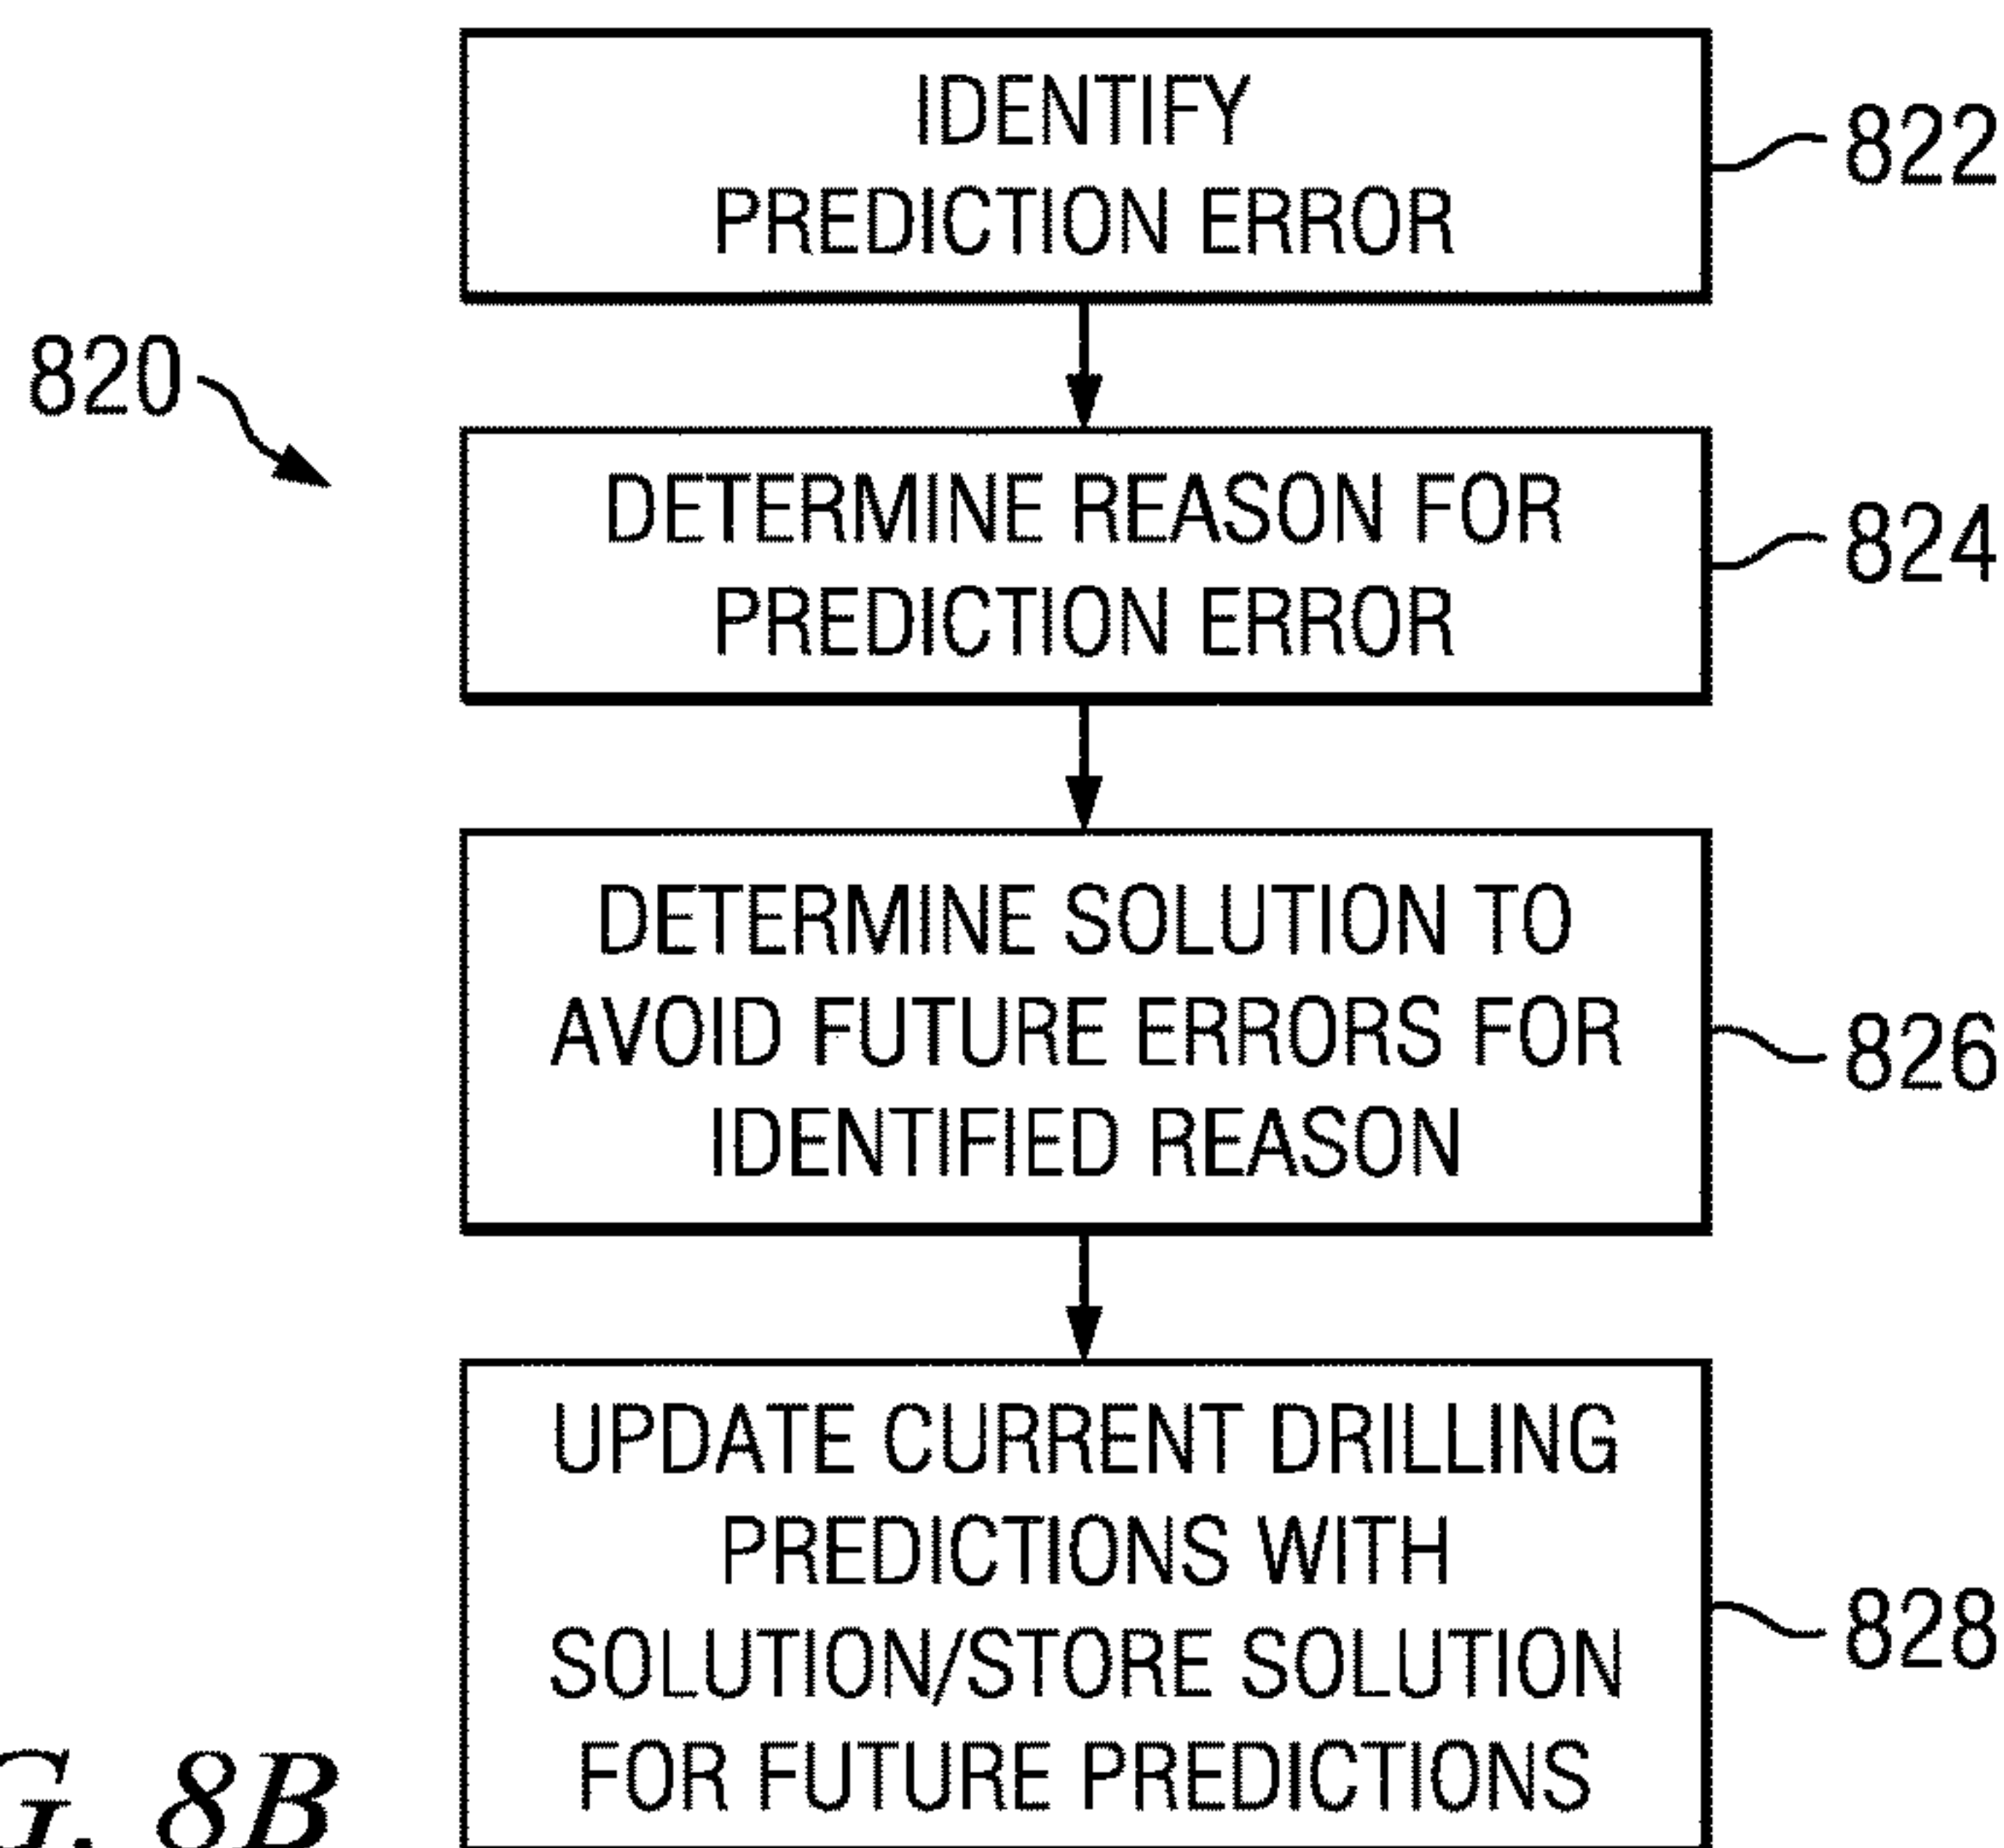 IDENTIFY
PREDICTION ERROR
822
820
DETERMINE REASON FOR
PREDICTION ERROR
824
DETERMINE SOLUTION TO
AVOID FUTURE ERRORS FOR
IDENTIFIED REASON
826
UPDATE CURRENT DRILLING
PREDICTIONS WITH
SOLUTION/STORE SOLUTION
FOR FUTURE PREDICTIONS
828
G. 8B